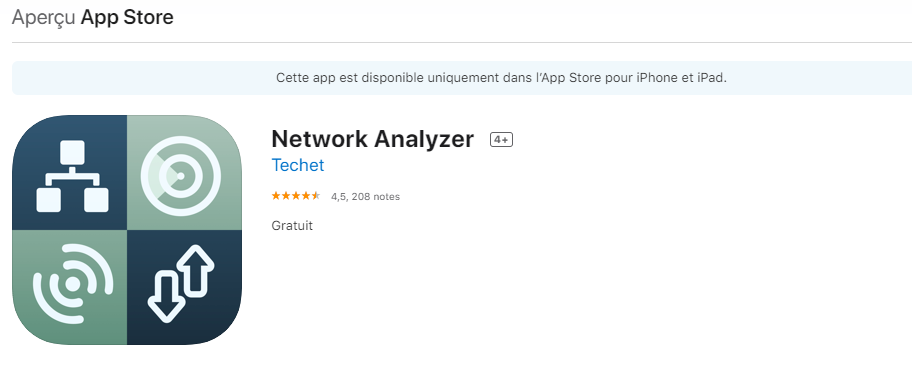 Aperçu App Store
Cette app est disponible uniquement dans l’App Store pour iPhone et iPad.
Network Analyzer 4+
Techet
4,5, 208 notes
Gratuit